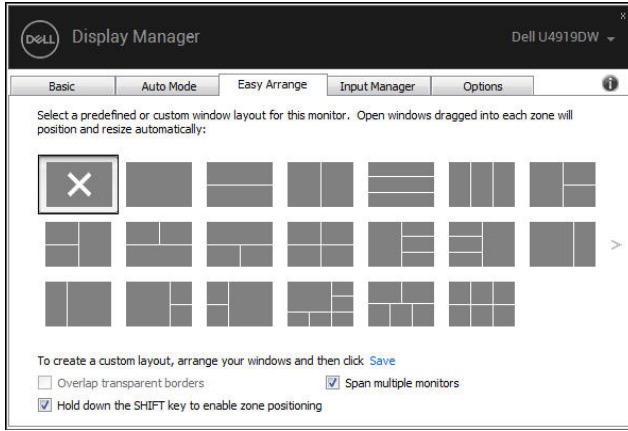 x
DELL Display Manager Dell U4919DW
Basic Auto Mode Easy Arrange Input Manager Options i
Select a predefined or custom window layout for this monitor. Open windows dragged into each zone will
position and resize automatically:
To create a custom layout, arrange your windows and then click Save
Overlap transparent borders Span multiple monitors
Hold down the SHIFT key to enable zone positioning